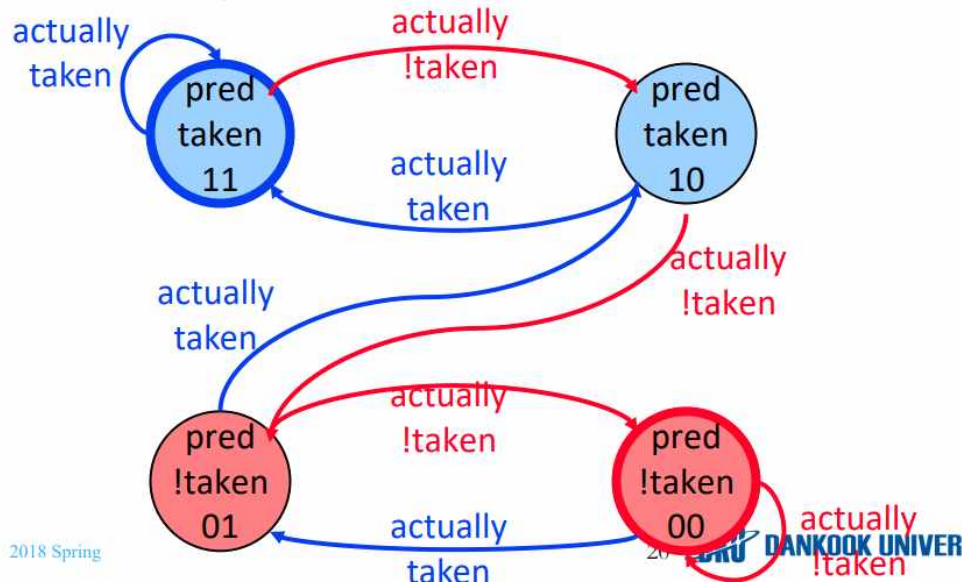 actually
taken
actually
!taken
pred
taken
11
pred
taken
10
actually
taken
actually
taken
actually
!taken
pred
!taken
01
actually
!taken
pred
!taken
00
actually
taken
actually
!taken
2018 Spring
DANKOOK UNIVER